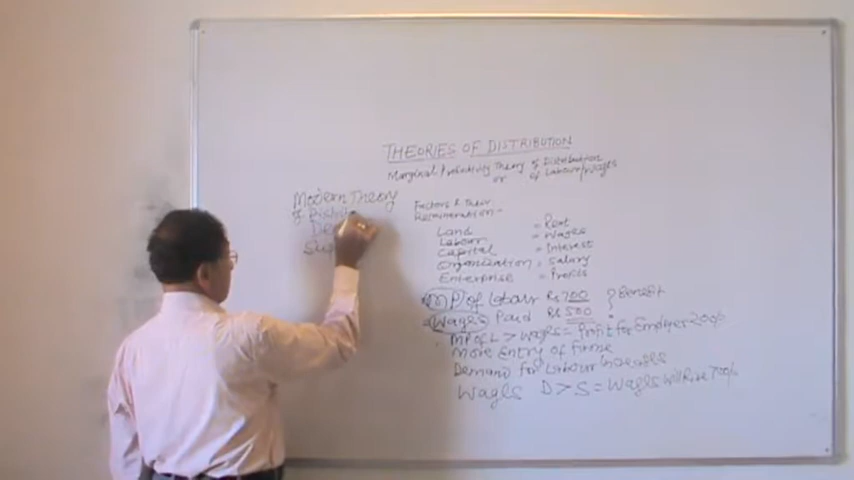 THEORIES OF DISTRIBUTION
Marginal Productivity Theory of Distribution
or of Labour/Wages
Modern Theory
of Distrib
De
Su
Factors & Their
Remuneration-
Land = Rent
Labour = Wages
Capital = Interest
Organization = Salary
Enterprise = Profits
MP of Labour Rs 700 } Benefit
Wages Paid Rs 500
MP of L > Wages = Profit for Employer 200/-
More Entry of Firms
Demand for Labour Increases
Wages D > S = Wages Will Rise 700/-